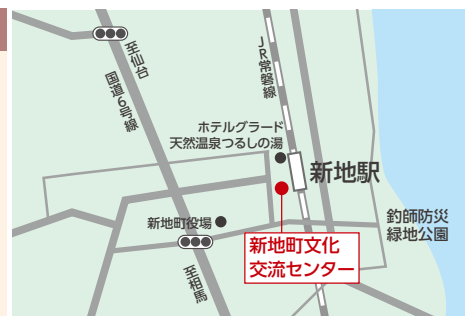 至仙台
国道6号線
JR常磐線
ホテルグラード
天然温泉つるしの湯
新地駅
新地町役場
釣師防災
緑地公園
新地町文化
交流センター
至相馬